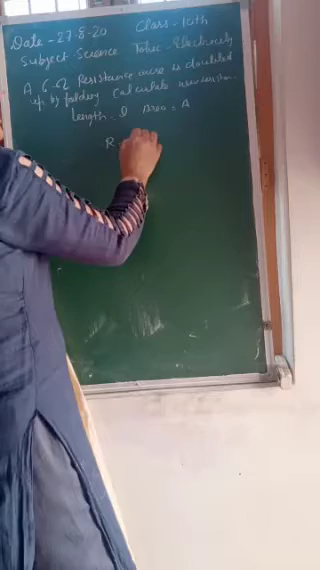 Date - 27-8-20 Class - 10th
Subject - Science Topic - Electricity
A 6-Ω Resistance wire is doubled
up by folding Calculate new
Length = l Area = A
R